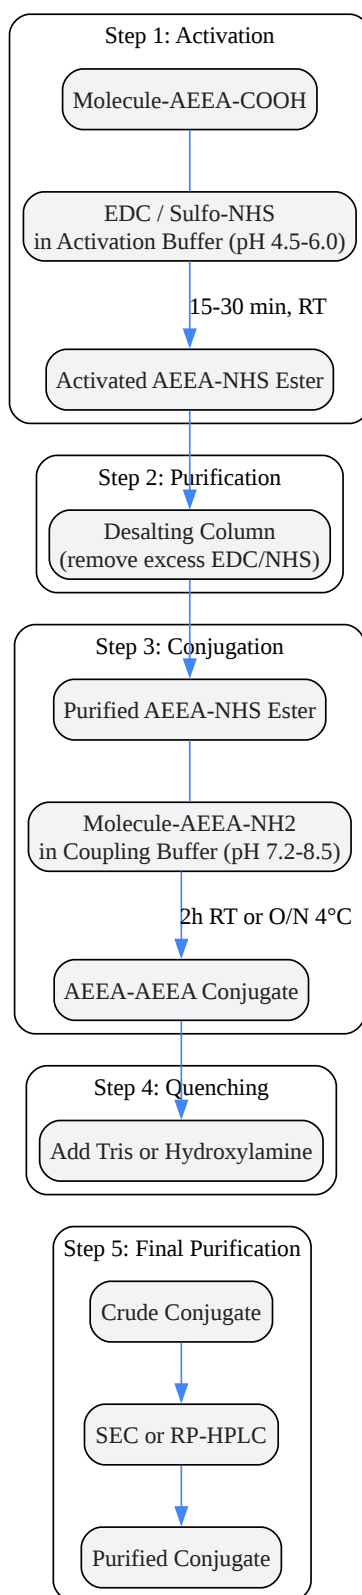 Step 1: Activation
Molecule-AEEA-COOH
EDC / Sulfo-NHS
in Activation Buffer (pH 4.5-6.0)
15-30 min, RT
Activated AEEA-NHS Ester
Step 2: Purification
Desalting Column
(remove excess EDC/NHS)
Step 3: Conjugation
Purified AEEA-NHS Ester
Molecule-AEEA-NH2
in Coupling Buffer (pH 7.2-8.5)
2h RT or O/N 4°C
AEEA-AEEA Conjugate
Step 4: Quenching
Add Tris or Hydroxylamine
Step 5: Final Purification
Crude Conjugate
SEC or RP-HPLC
Purified Conjugate